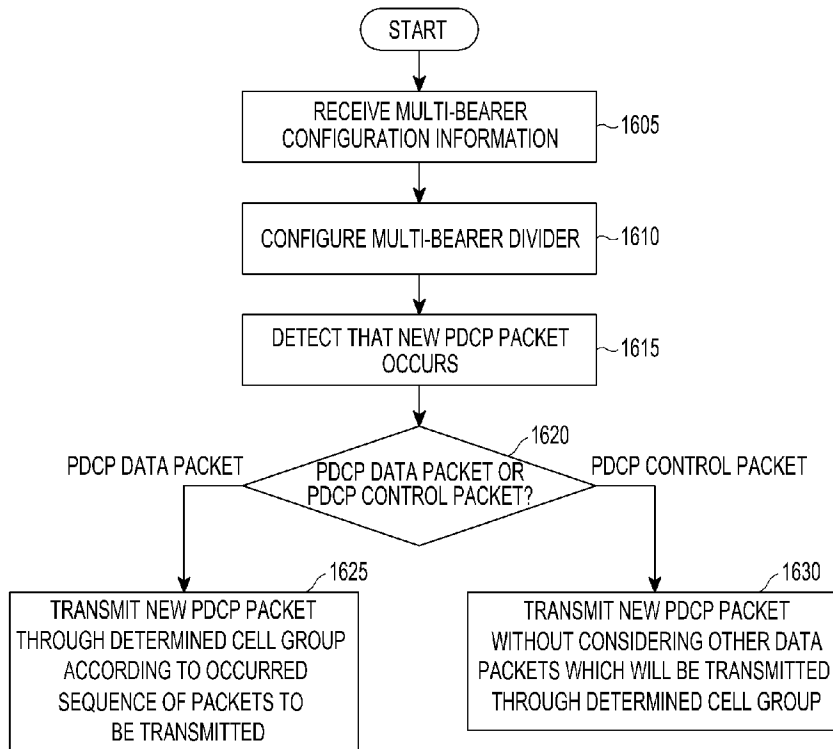 START
RECEIVE MULTI-BEARER
CONFIGURATION INFORMATION
1605
CONFIGURE MULTI-BEARER DIVIDER
1610
DETECT THAT NEW PDCP PACKET
OCCURS
1615
1620
PDCP DATA PACKET
PDCP DATA PACKET OR
PDCP CONTROL PACKET?
PDCP CONTROL PACKET
1625
TRANSMIT NEW PDCP PACKET
THROUGH DETERMINED CELL GROUP
ACCORDING TO OCCURRED
SEQUENCE OF PACKETS TO
BE TRANSMITTED
1630
TRANSMIT NEW PDCP PACKET
WITHOUT CONSIDERING OTHER DATA
PACKETS WHICH WILL BE TRANSMITTED
THROUGH DETERMINED CELL GROUP